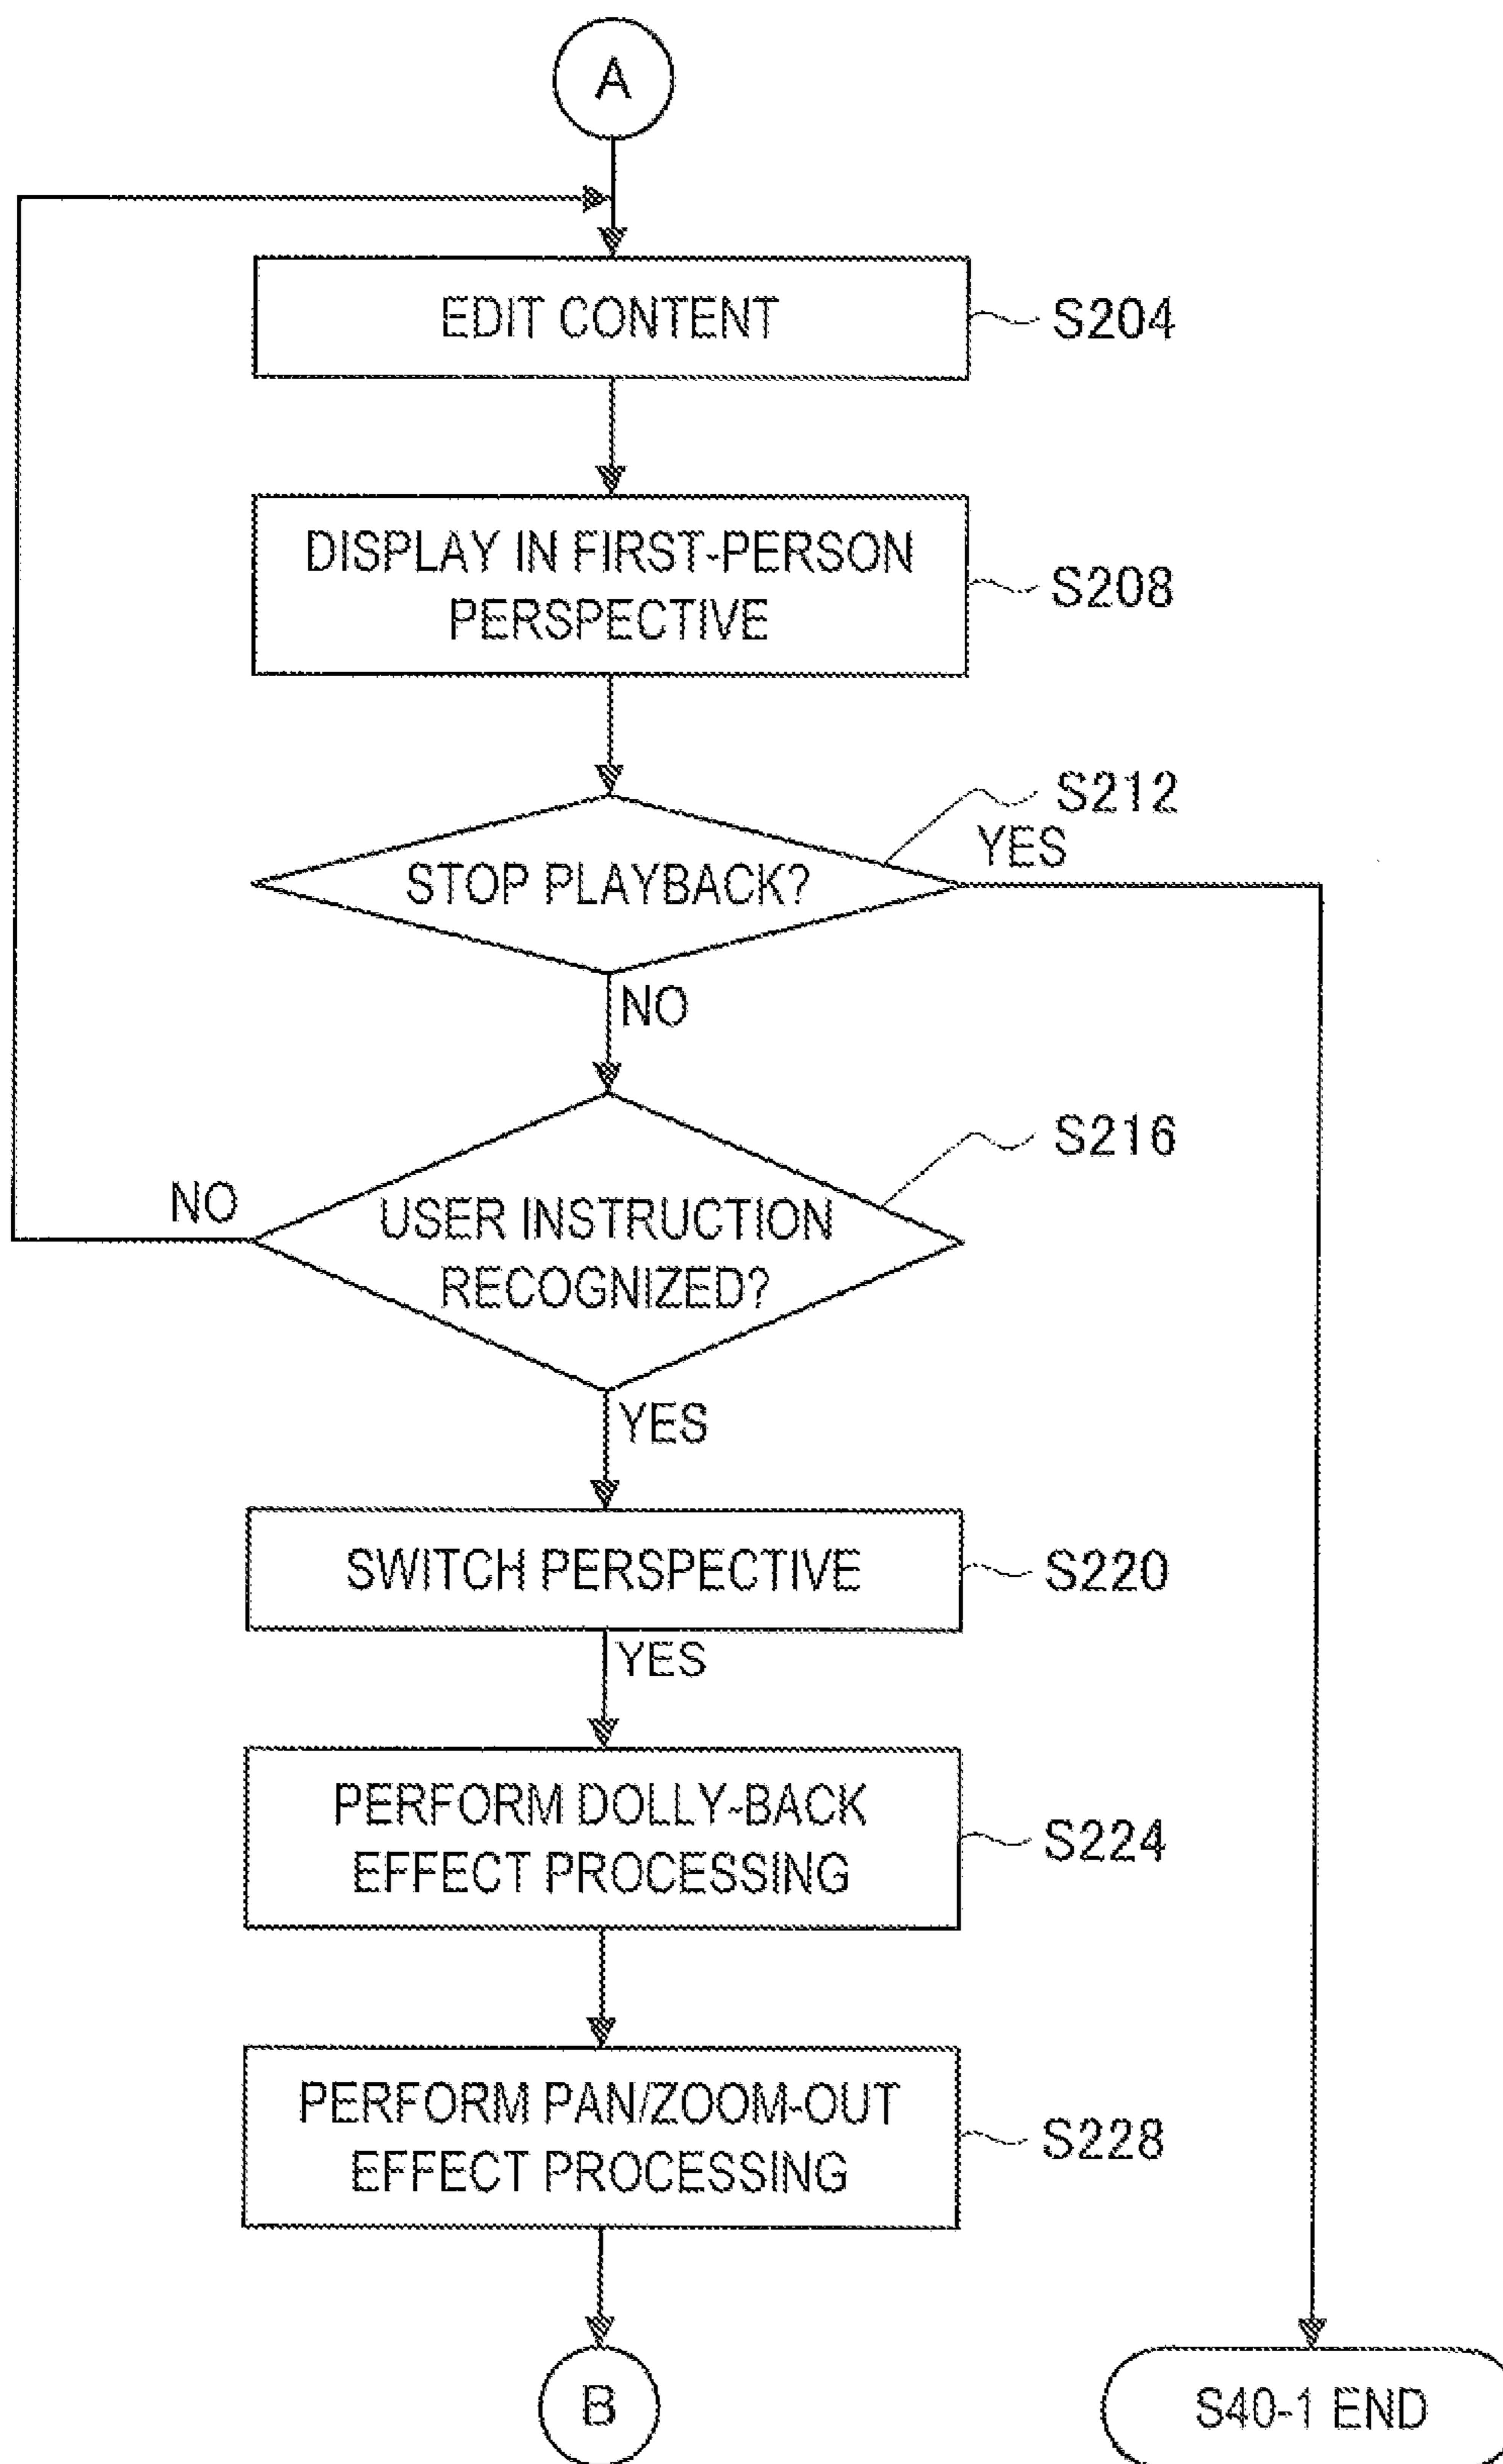 A
EDIT CONTENT
S204
DISPLAY IN FIRST-PERSON
PERSPECTIVE
S208
S212
YES
STOP PLAYBACK?
NO
S216
NO
USER INSTRUCTION
RECOGNIZED?
YES
SWITCH PERSPECTIVE
S220
YES
PERFORM DOLLY-BACK
EFFECT PROCESSING
S224
PERFORM PAN/ZOOM-OUT
EFFECT PROCESSING
S228
B
S40-1 END